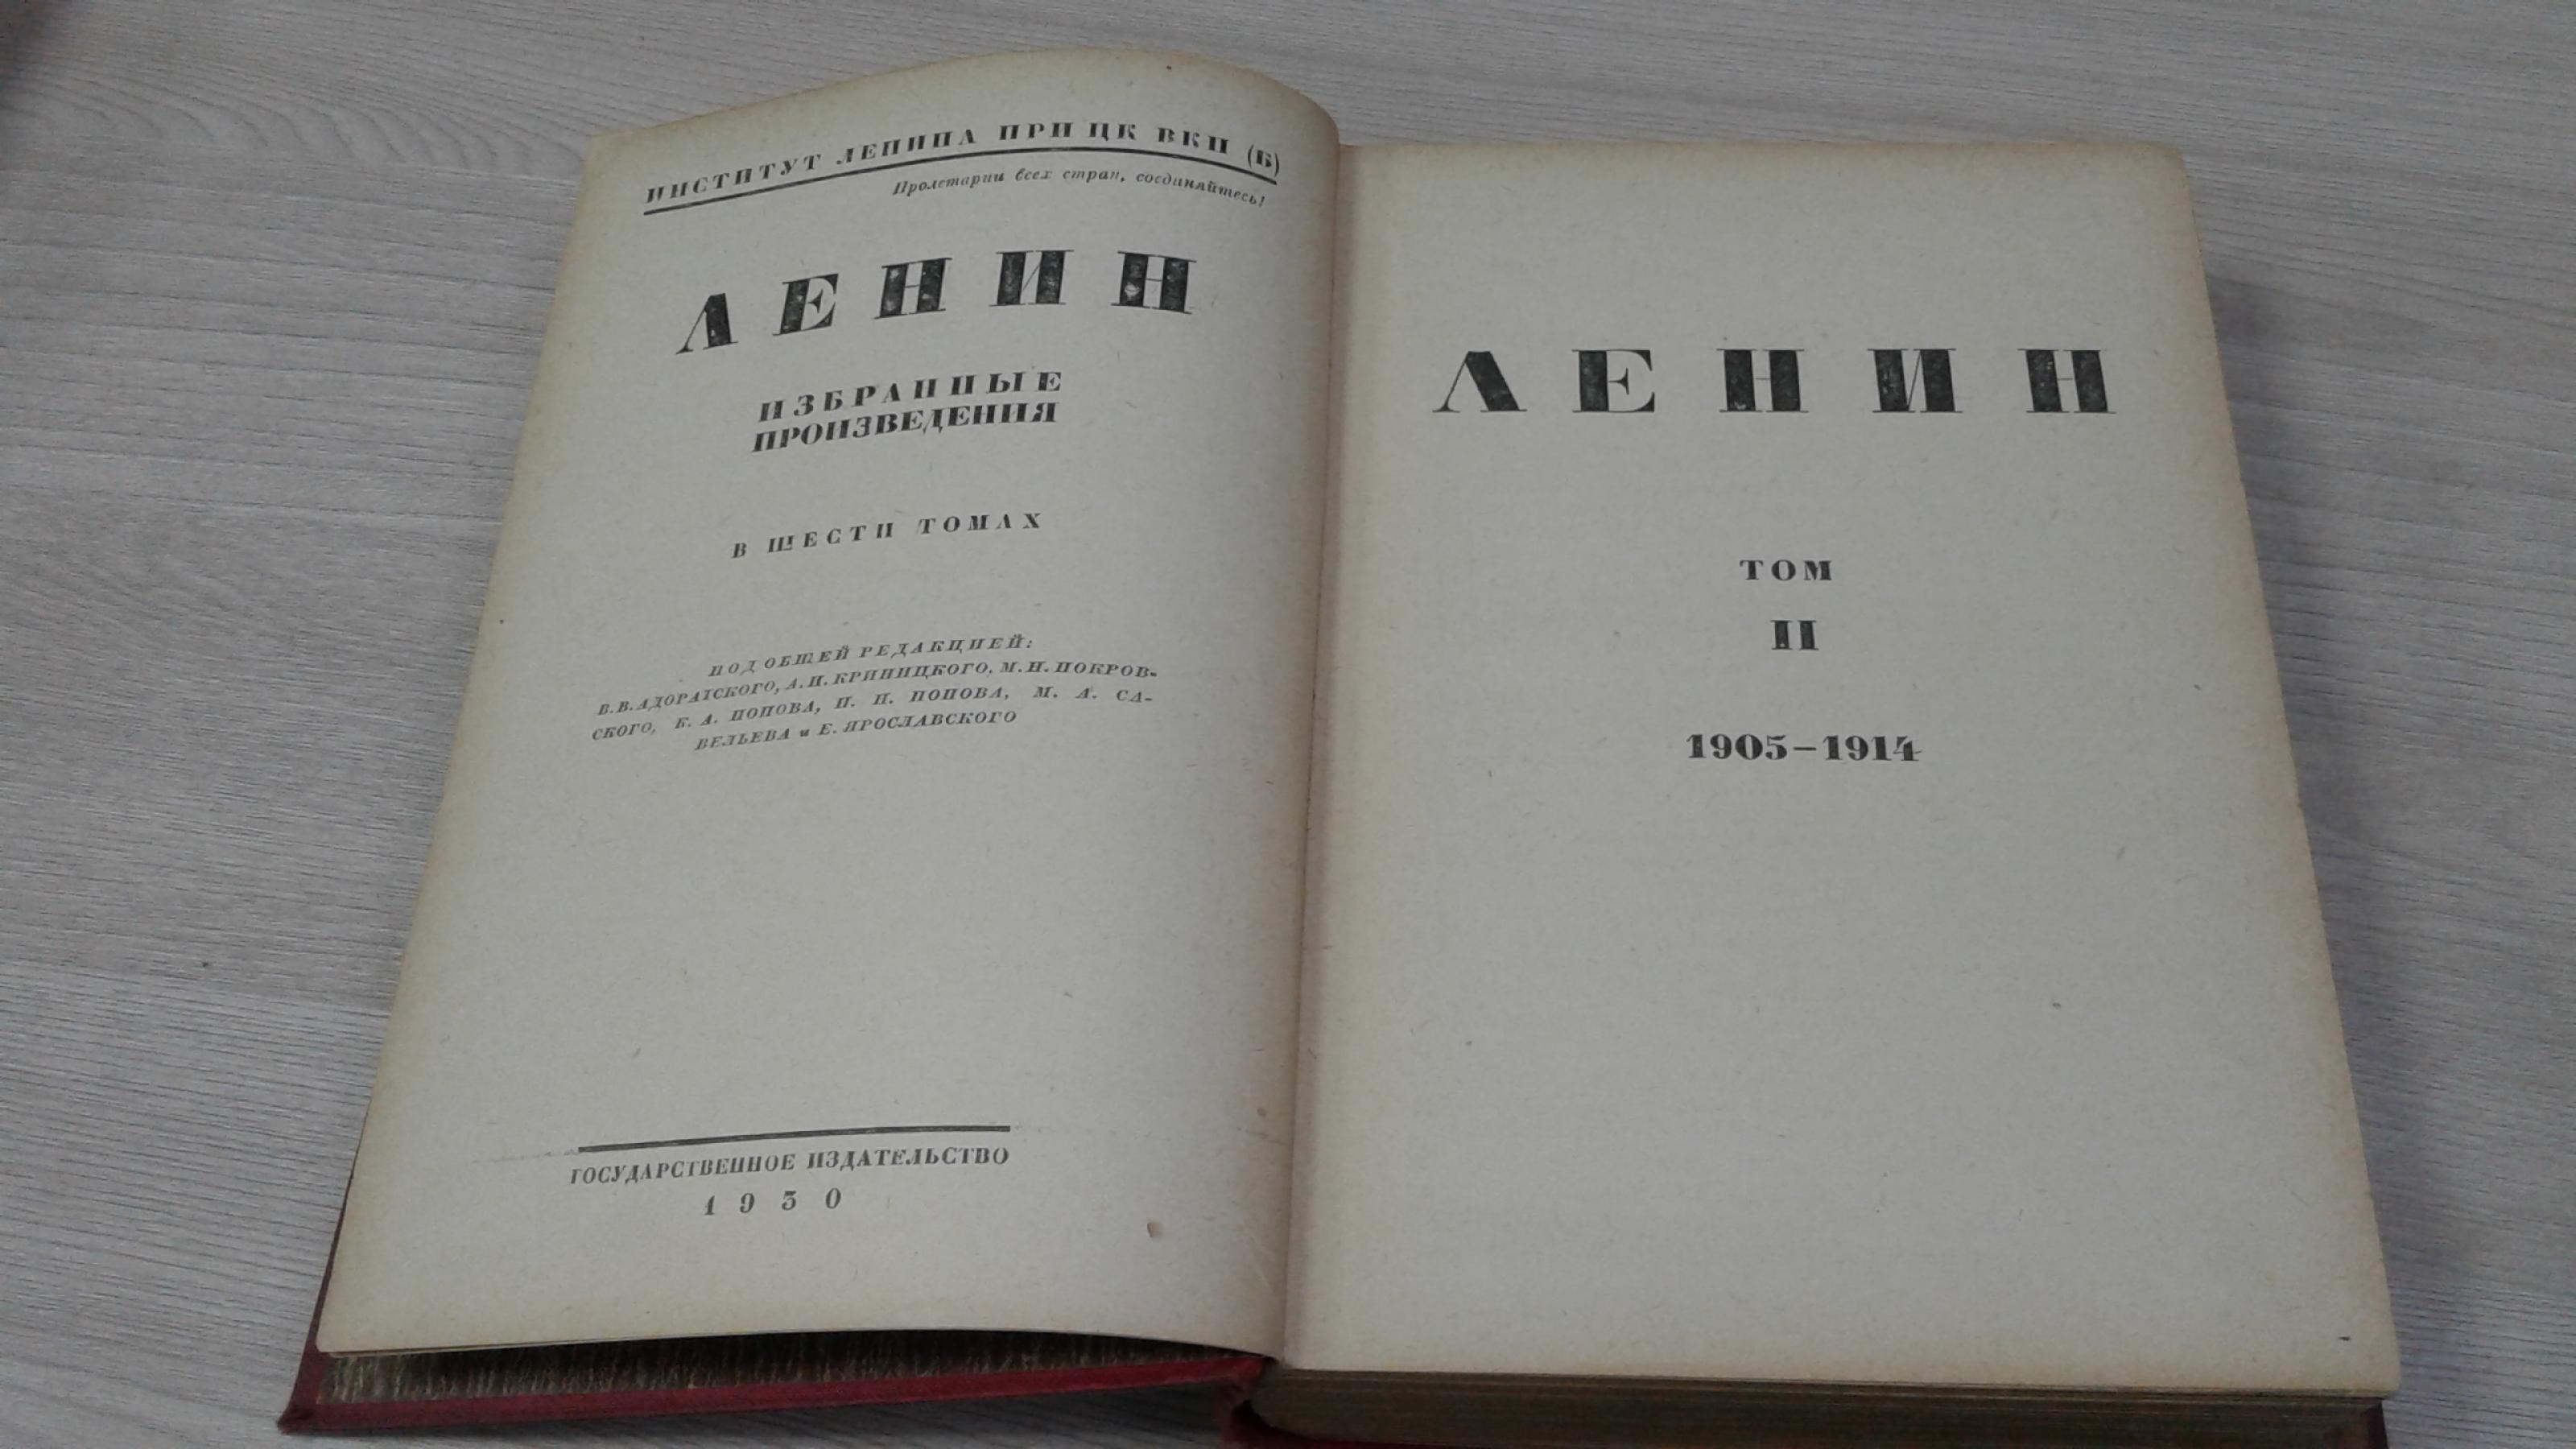 ИНСТИТУТ ЛЕНИНА ПРИ ЦК ВКП (Б)
Пролетарии всех стран, соединяйтесь!
ЛЕНИН
ИЗБРАННЫЕ
ПРОИЗВЕДЕНИЯ
В ШЕСТИ ТОМАХ
ПОД ОБЩЕЙ РЕДАКЦИЕЙ:
В. В. АДОРАТСКОГО, А. И. КРИНИЦКОГО, М. Н. ПОКРОВ-
СКОГО, К. А. ПОПОВА, Н. Н. ПОПОВА, М. А. СА-
ВЕЛЬЕВА и Е. ЯРОСЛАВСКОГО
ГОСУДАРСТВЕННОЕ ИЗДАТЕЛЬСТВО
1930
ЛЕНИН
ТОМ
II
1905–1914